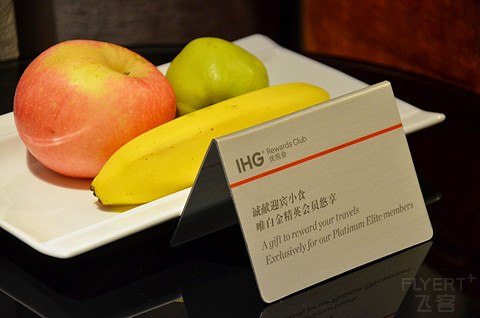 IHG® Rewards Club
优悦会
誠献迎宾小食
唯白金精英会员悠享
A gift to reward your travels
Exclusively for our Platinum Elite members
FLYERT+
飞客